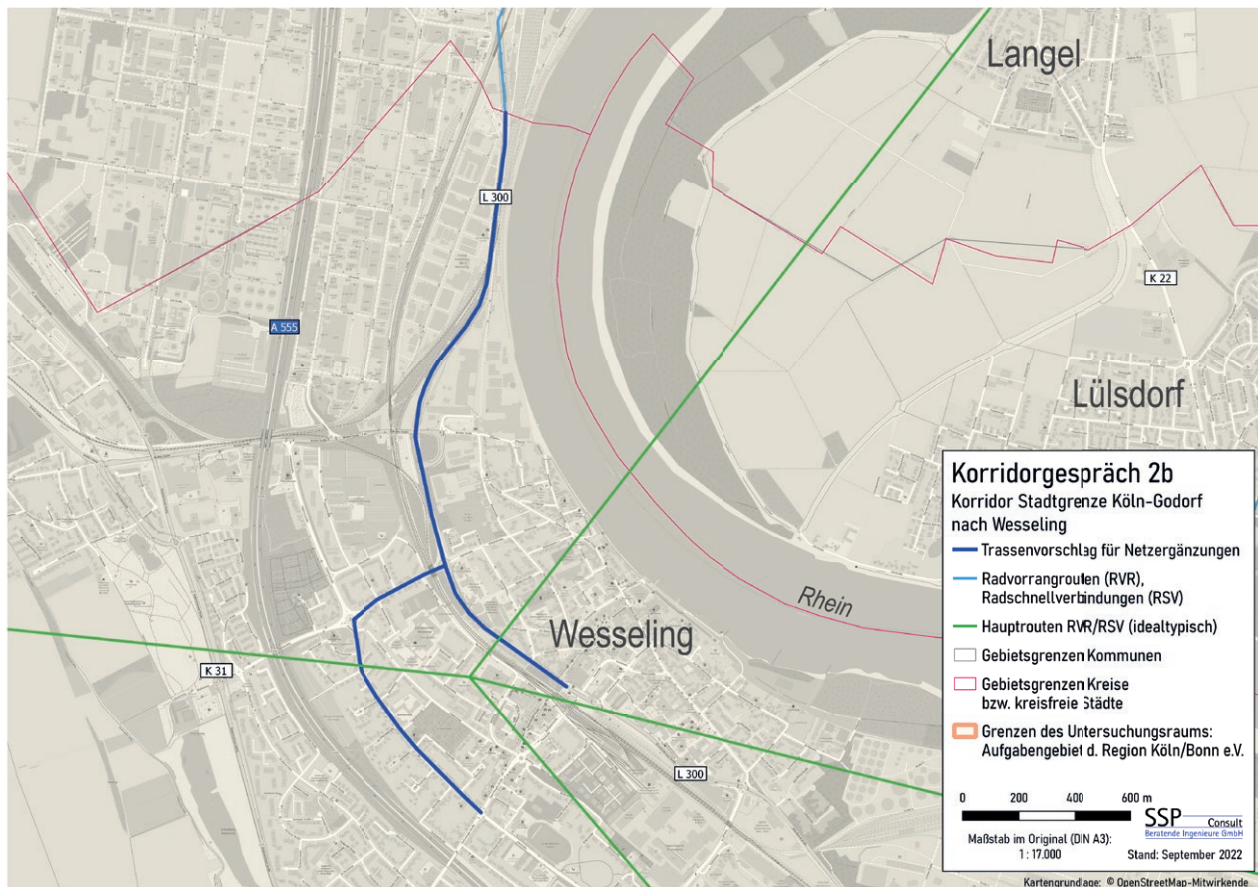 Langel
L 300
K 22
A 555
Lülsdorf
Rhein
Wesseling
K 31
L 300
Korridorgespräch 2b
Korridor Stadtgrenze Köln-Godorf
nach Wesseling
Trassenvorschlag für Netzergänzungen
Radvorrangrouten (RVR),
Radschnellverbindungen (RSV)
Hauptrouten RVR/RSV (idealtypisch)
Gebietsgrenzen Kommunen
Gebietsgrenzen Kreise
bzw. kreisfreie Städte
Grenzen des Untersuchungsraums:
Aufgabengebiet d. Region Köln/Bonn e.V.
0 200 400 600 m
Maßstab im Original (DIN A3):
1 : 17.000
SSP Consult
Beratende Ingenieure GmbH
Stand: September 2022
Kartengrundlage: © OpenStreetMap-Mitwirkende